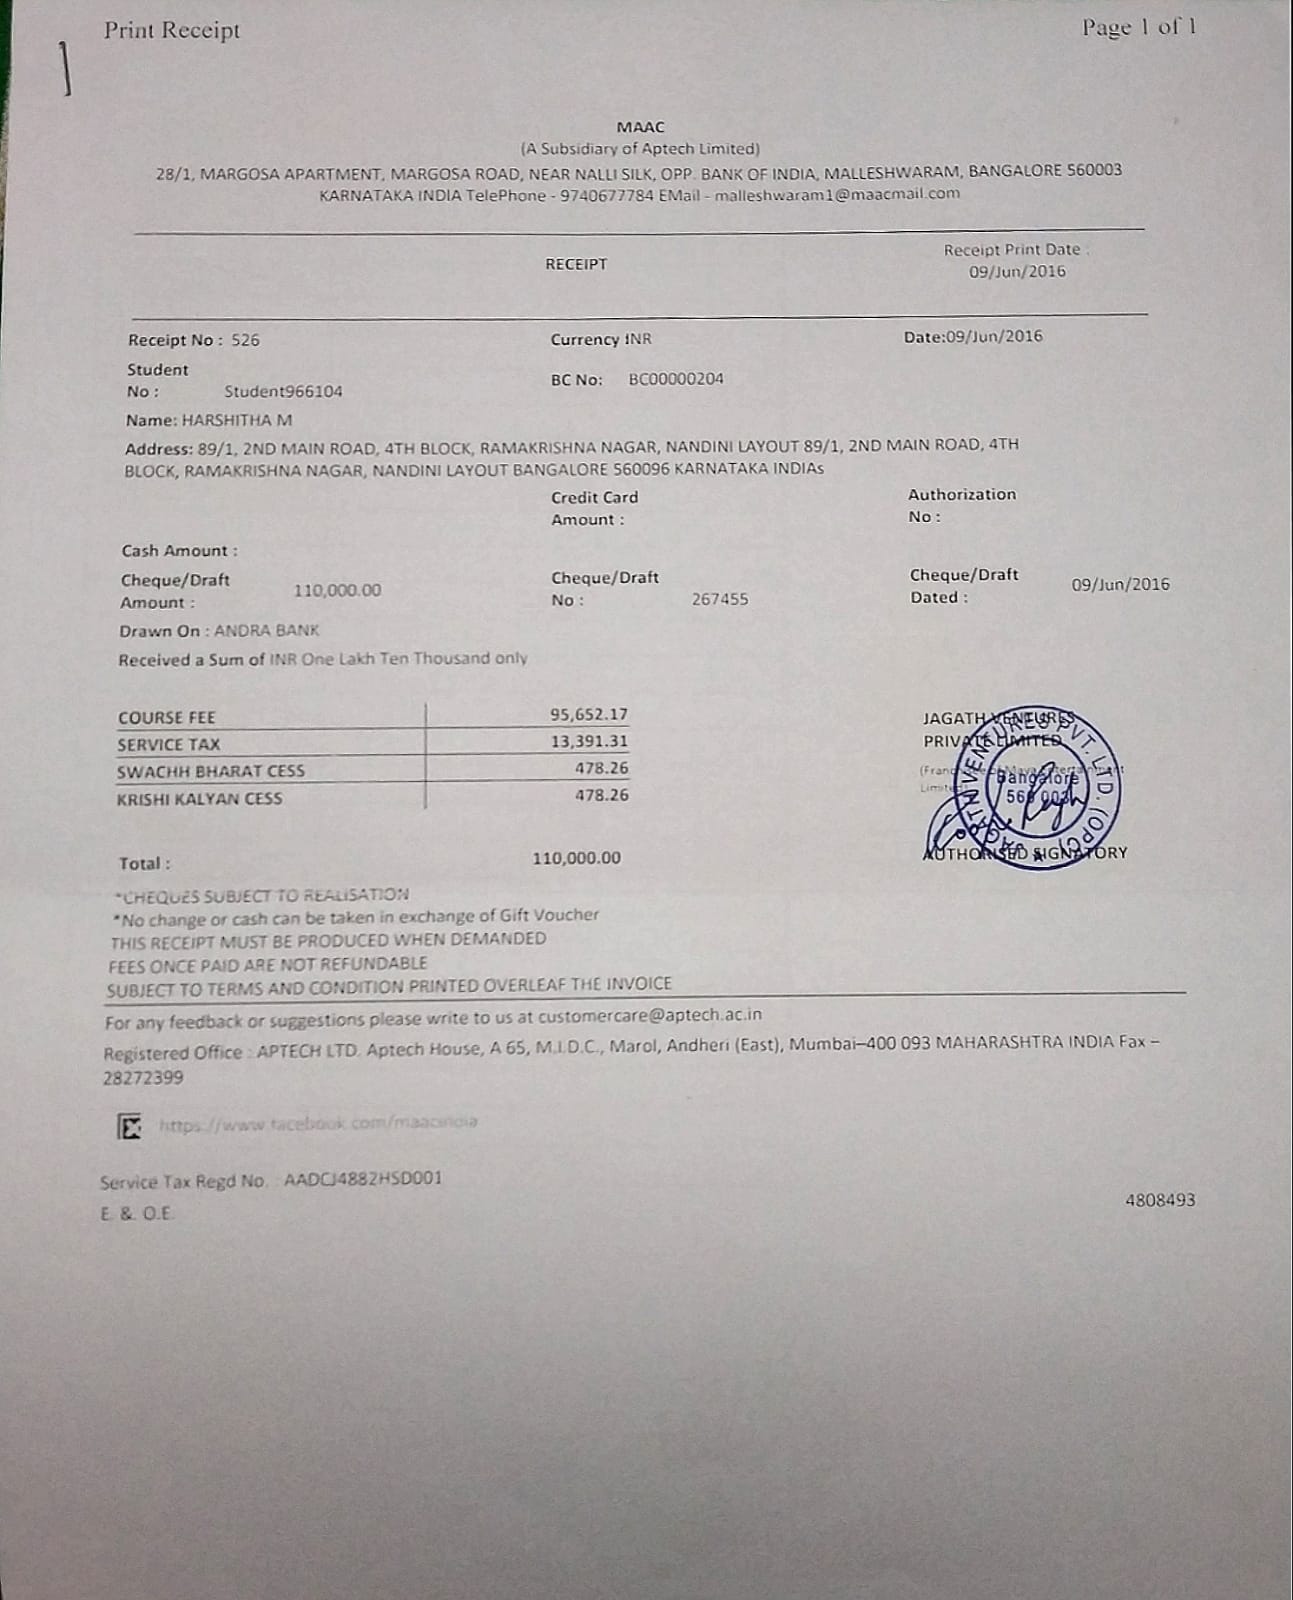 Print Receipt
Page 1 of 1
MAAC
(A Subsidiary of Aptech Limited)
28/1, MARGOSA APARTMENT, MARGOSA ROAD, NEAR NALLI SILK, OPP. BANK OF INDIA, MALLESHWARAM, BANGALORE 560003
KARNATAKA INDIA TelePhone - 9740677784 EMail - malleshwaram1@maacmail.com
RECEIPT
Receipt Print Date :
09/Jun/2016
Receipt No : 526
Currency INR
Date:09/Jun/2016
Student
No : Student966104
BC No: BC00000204
Name: HARSHITHA M
Address: 89/1, 2ND MAIN ROAD, 4TH BLOCK, RAMAKRISHNA NAGAR, NANDINI LAYOUT 89/1, 2ND MAIN ROAD, 4TH
BLOCK, RAMAKRISHNA NAGAR, NANDINI LAYOUT BANGALORE 560096 KARNATAKA INDIAs
Credit Card
Amount :
Authorization
No :
Cash Amount :
Cheque/Draft
Amount : 110,000.00
Cheque/Draft
No : 267455
Cheque/Draft
Dated : 09/Jun/2016
Drawn On : ANDRA BANK
Received a Sum of INR One Lakh Ten Thousand only
COURSE FEE 95,652.17
SERVICE TAX 13,391.31
SWACHH BHARAT CESS 478.26
KRISHI KALYAN CESS 478.26
JAGATH VENTURES
PRIVATE LIMITED
Limited
JAGATH VENTURES PVT. LTD. (OPC)
Bangalore
560 003
AUTHORISED SIGNATORY
Total : 110,000.00
*CHEQUES SUBJECT TO REALISATION
*No change or cash can be taken in exchange of Gift Voucher
THIS RECEIPT MUST BE PRODUCED WHEN DEMANDED
FEES ONCE PAID ARE NOT REFUNDABLE
SUBJECT TO TERMS AND CONDITION PRINTED OVERLEAF THE INVOICE
For any feedback or suggestions please write to us at customercare@aptech.ac.in
Registered Office : APTECH LTD. Aptech House, A 65, M.I.D.C., Marol, Andheri (East), Mumbai–400 093 MAHARASHTRA INDIA Fax –
28272399
https://www.facebook.com/maacindia
Service Tax Regd No. : AADCJ4882HSD001
4808493
E. & O.E.